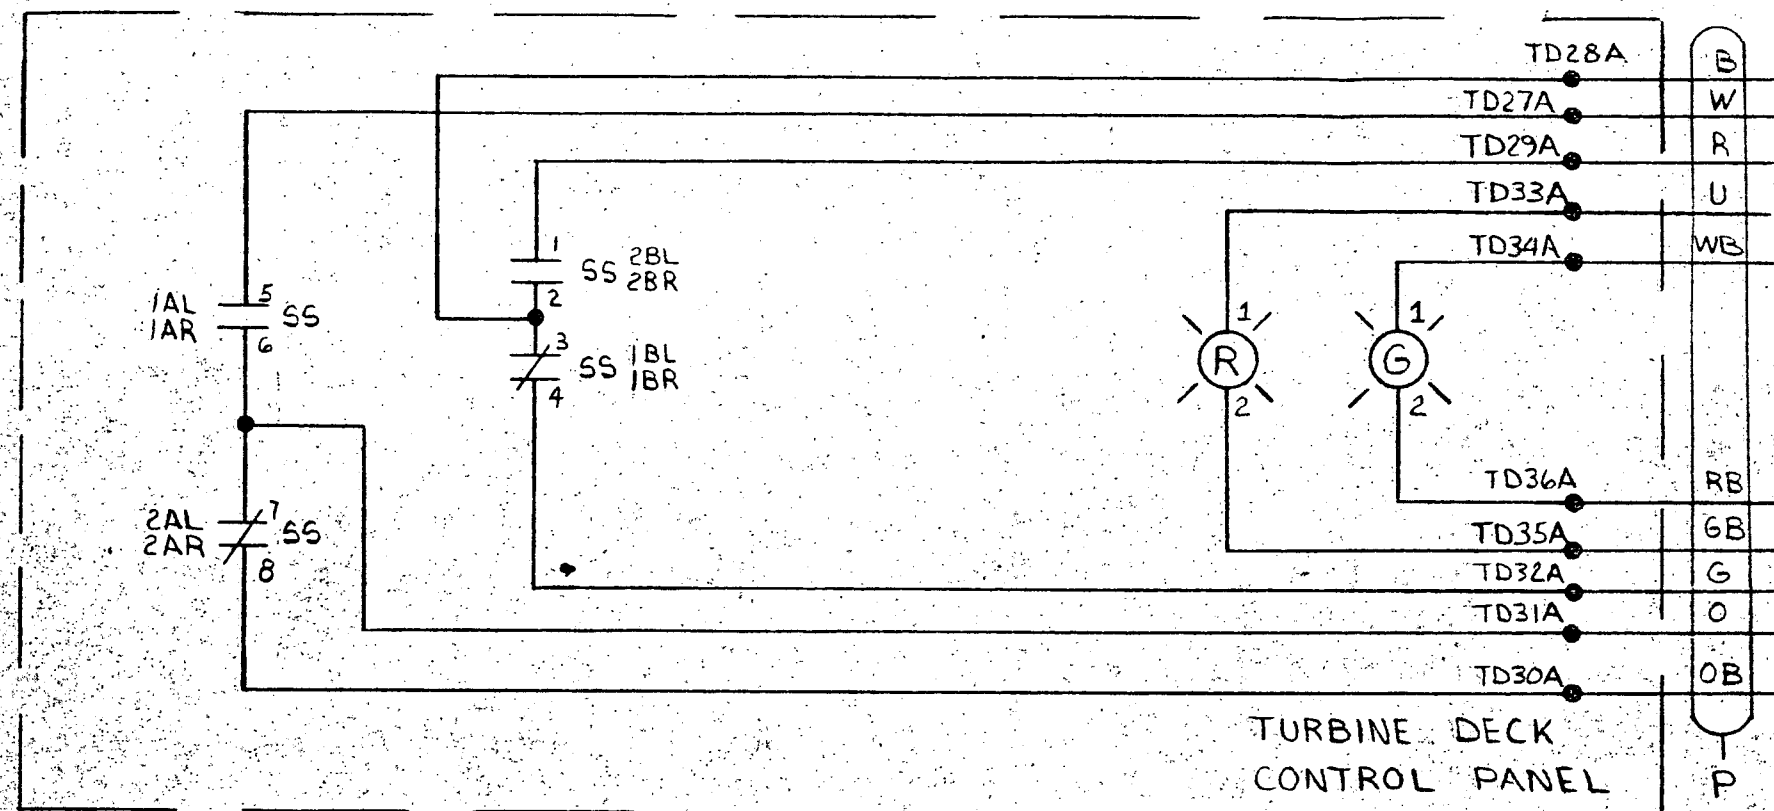 TD28A B
TD27A W
TD29A R
TD33A U
TD34A WB
1 SS 2BL
2 2BR
1AL 5 SS
1AR 6
3 SS 1BL
4 1BR
1 R 2
1 G 2
2AL 7 SS
2AR 8
TD36A RB
TD35A GB
TD32A G
TD31A O
TD30A OB
TURBINE DECK
CONTROL PANEL
P